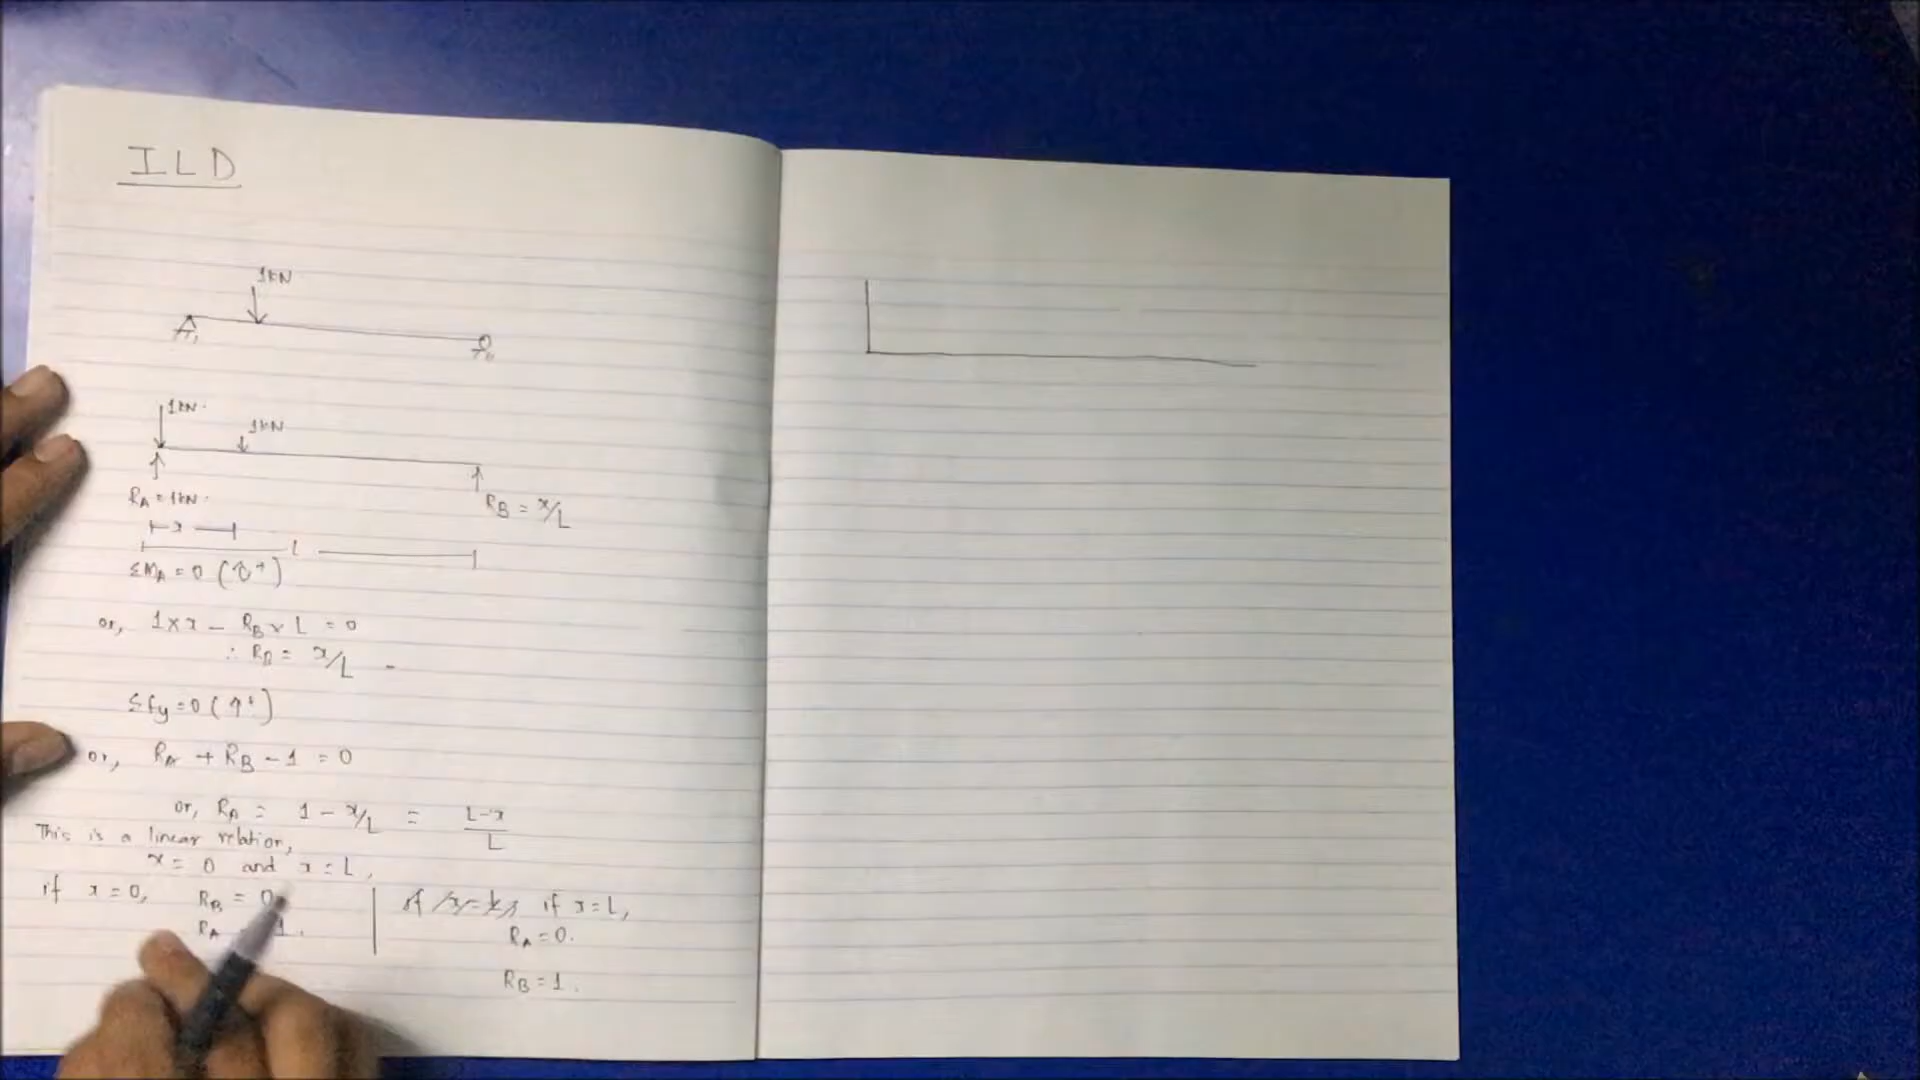 ILD
1kN
1kN.
1kN
RA = 1kN.
RB = x/L
x
L
ΣMA = 0 (↻+)
or, 1 × x - RB × L = 0
∴ RB = x/L
Σfy = 0 (↑+)
or, RA + RB - 1 = 0
or, RA = 1 - x/L = (L-x)/L
This is a linear relation,
x = 0 and x = L,
if x = 0, RB = 0
RA 1.
if x = L,
RA = 0.
RB = 1.